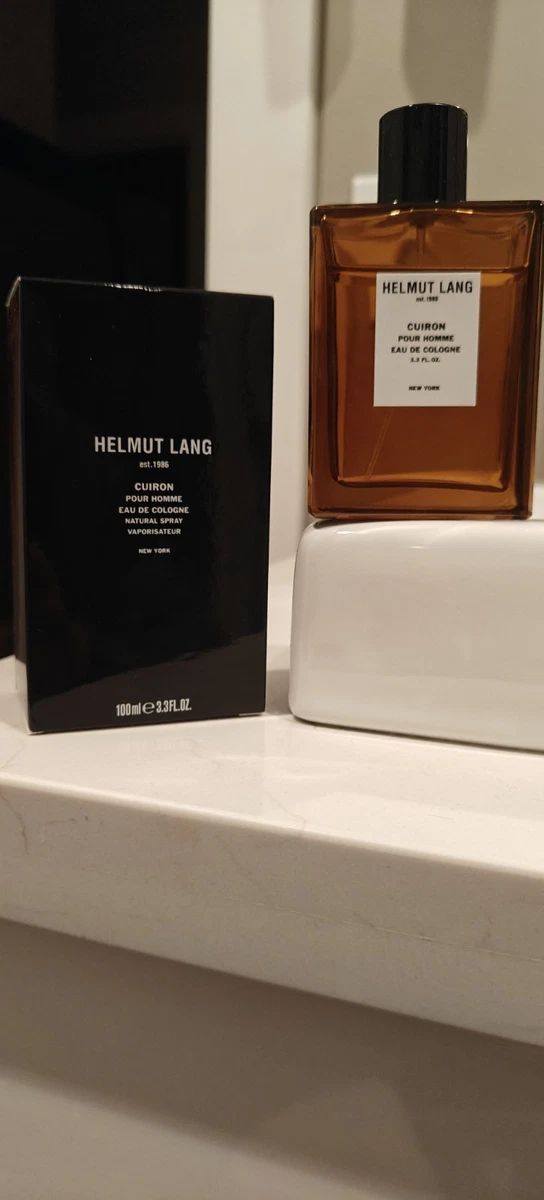 HELMUT LANG
est.1986
CUIRON
POUR HOMME
EAU DE COLOGNE
NATURAL SPRAY
VAPORISATEUR
NEW YORK
100ml℮3.3FL.OZ.
HELMUT LANG
est.1986
CUIRON
POUR HOMME
EAU DE COLOGNE
3.3 FL. OZ.
NEW YORK